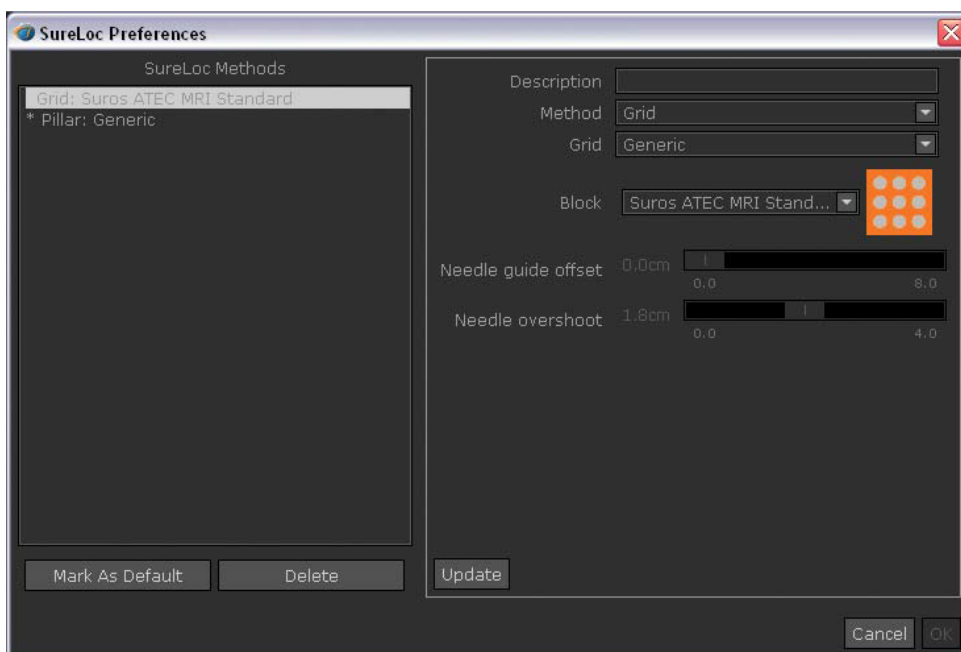 SureLoc Preferences
SureLoc Methods
Grid: Suros ATEC MRI Standard
* Pillar: Generic
Mark As Default
Delete
Description
Method
Grid
Grid
Generic
Block
Suros ATEC MRI Stand...
Needle guide offset
0.0cm
0.0
8.0
Needle overshoot
1.8cm
0.0
4.0
Update
Cancel
OK